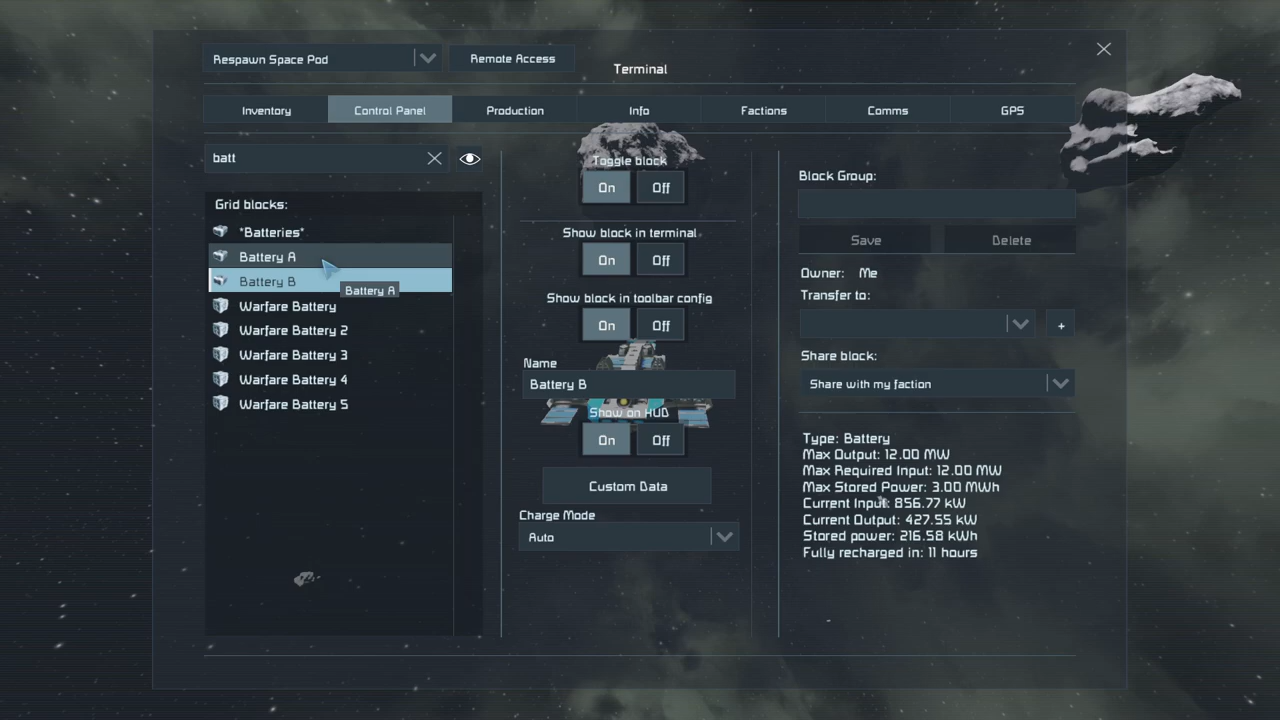 Respawn Space Pod
Remote Access
Terminal
Inventory
Control Panel
Production
Info
Factions
Comms
GPS
batt
Grid blocks:
*Batteries*
Battery A
Battery B
Battery A
Warfare Battery
Warfare Battery 2
Warfare Battery 3
Warfare Battery 4
Warfare Battery 5
Toggle block
On Off
Show block in terminal
On Off
Show block in toolbar config
On Off
Name
Battery B
Show on HUD
On Off
Custom Data
Charge Mode
Auto
Block Group:
Save Delete
Owner: Me
Transfer to:
+
Share block:
Share with my faction
Type: Battery
Max Output: 12.00 MW
Max Required Input: 12.00 MW
Max Stored Power: 3.00 MWh
Current Input: 856.77 kW
Current Output: 427.55 kW
Stored power: 216.58 kWh
Fully recharged in: 11 hours